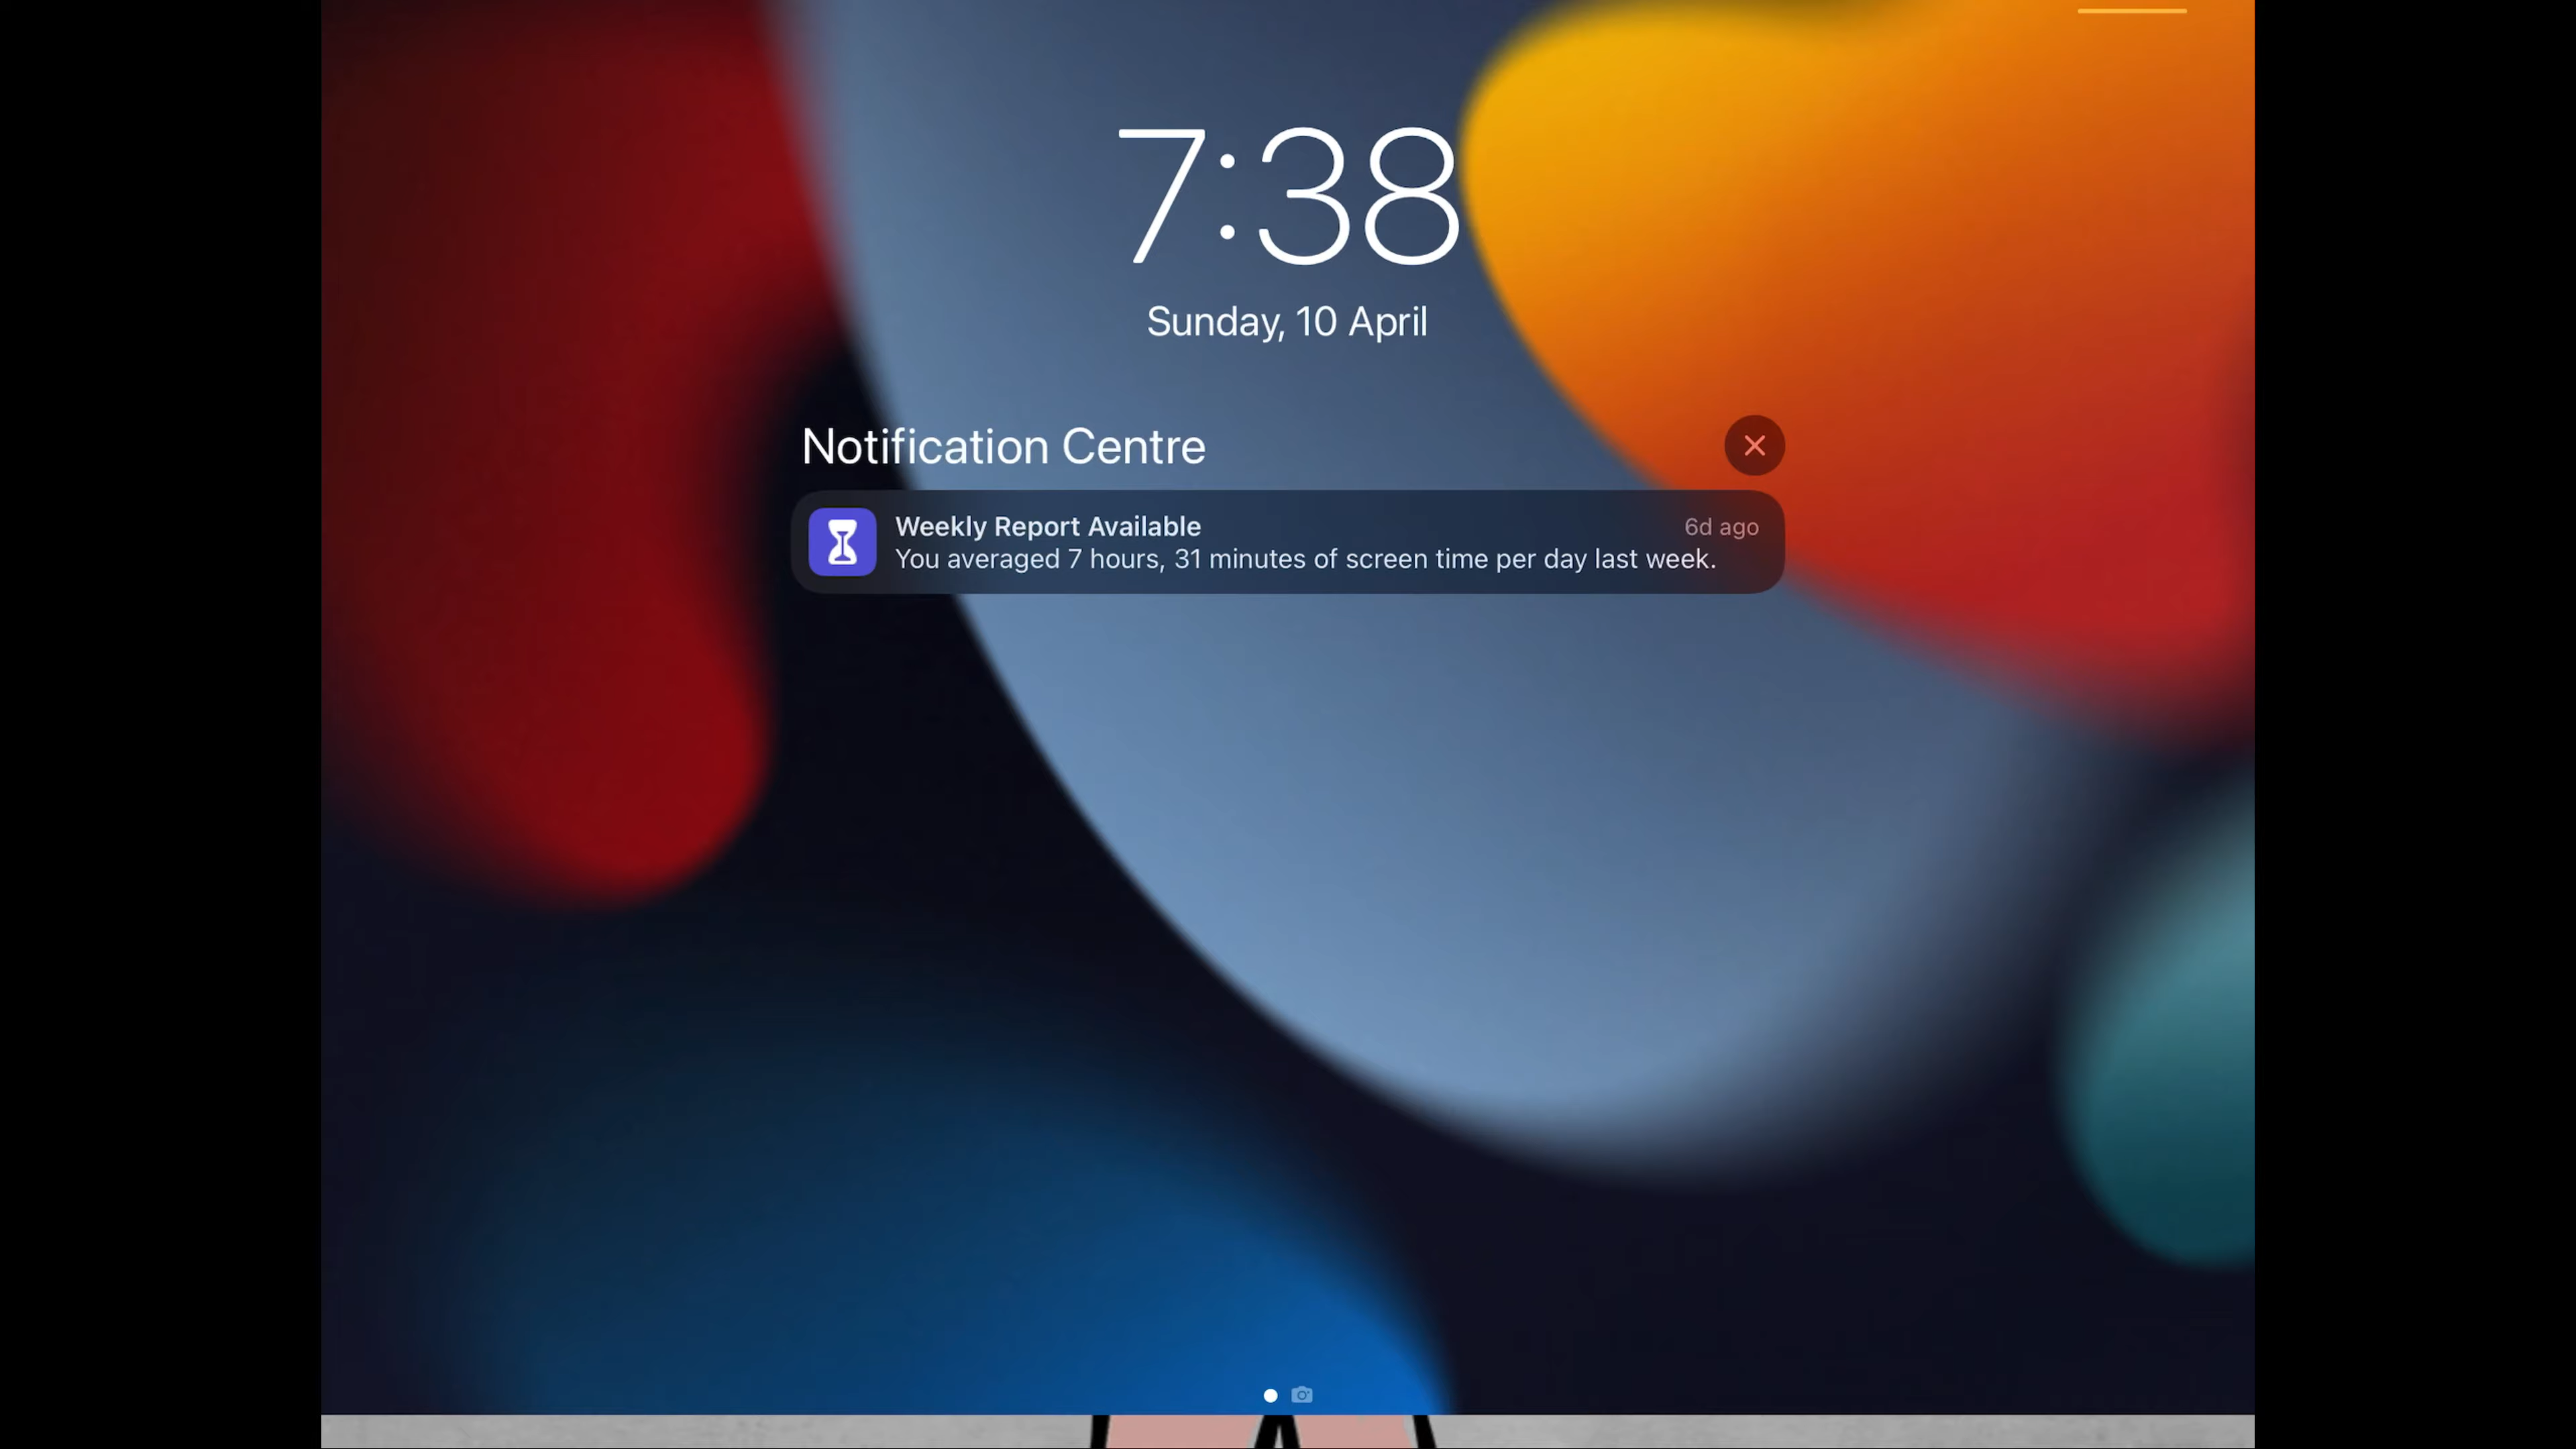 7:38
Sunday, 10 April
Notification Centre
Weekly Report Available
6d ago
You averaged 7 hours, 31 minutes of screen time per day last week.